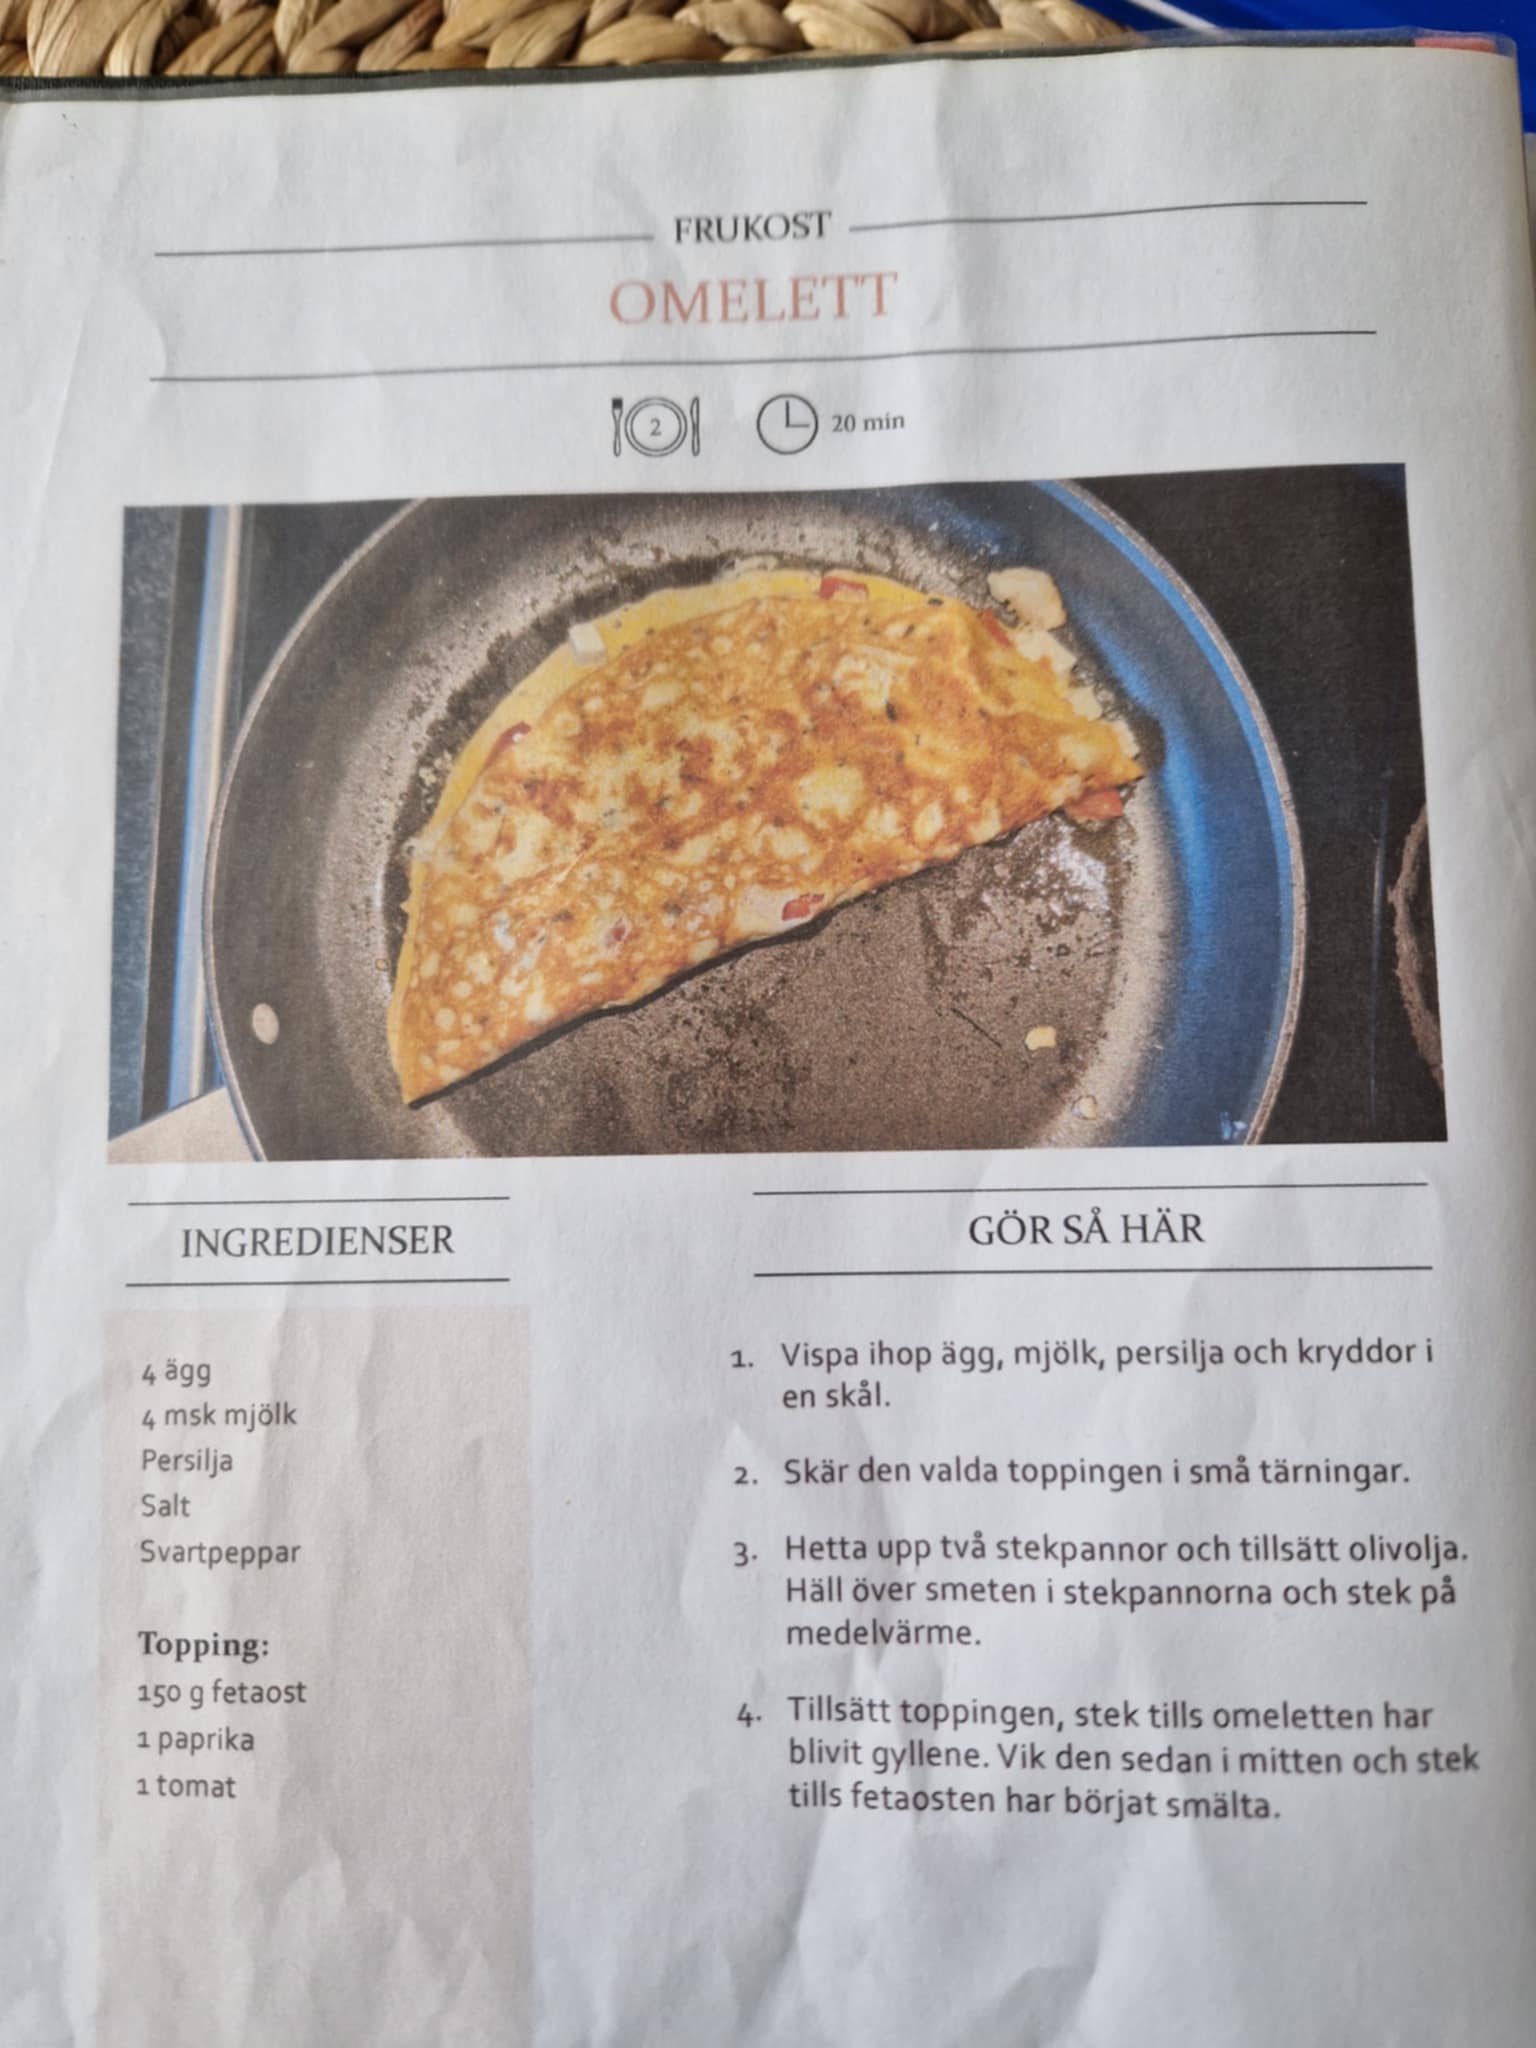 FRUKOST
OMELETT
2
20 min
INGREDIENSER
4 ägg
4 msk mjölk
Persilja
Salt
Svartpeppar
Topping:
150 g fetaost
1 paprika
1 tomat
GÖR SÅ HÄR
1. Vispa ihop ägg, mjölk, persilja och kryddor i
en skål.
2. Skär den valda toppingen i små tärningar.
3. Hetta upp två stekpannor och tillsätt olivolja.
Häll över smeten i stekpannorna och stek på
medelvärme.
4. Tillsätt toppingen, stek tills omeletten har
blivit gyllene. Vik den sedan i mitten och stek
tills fetaosten har börjat smälta.